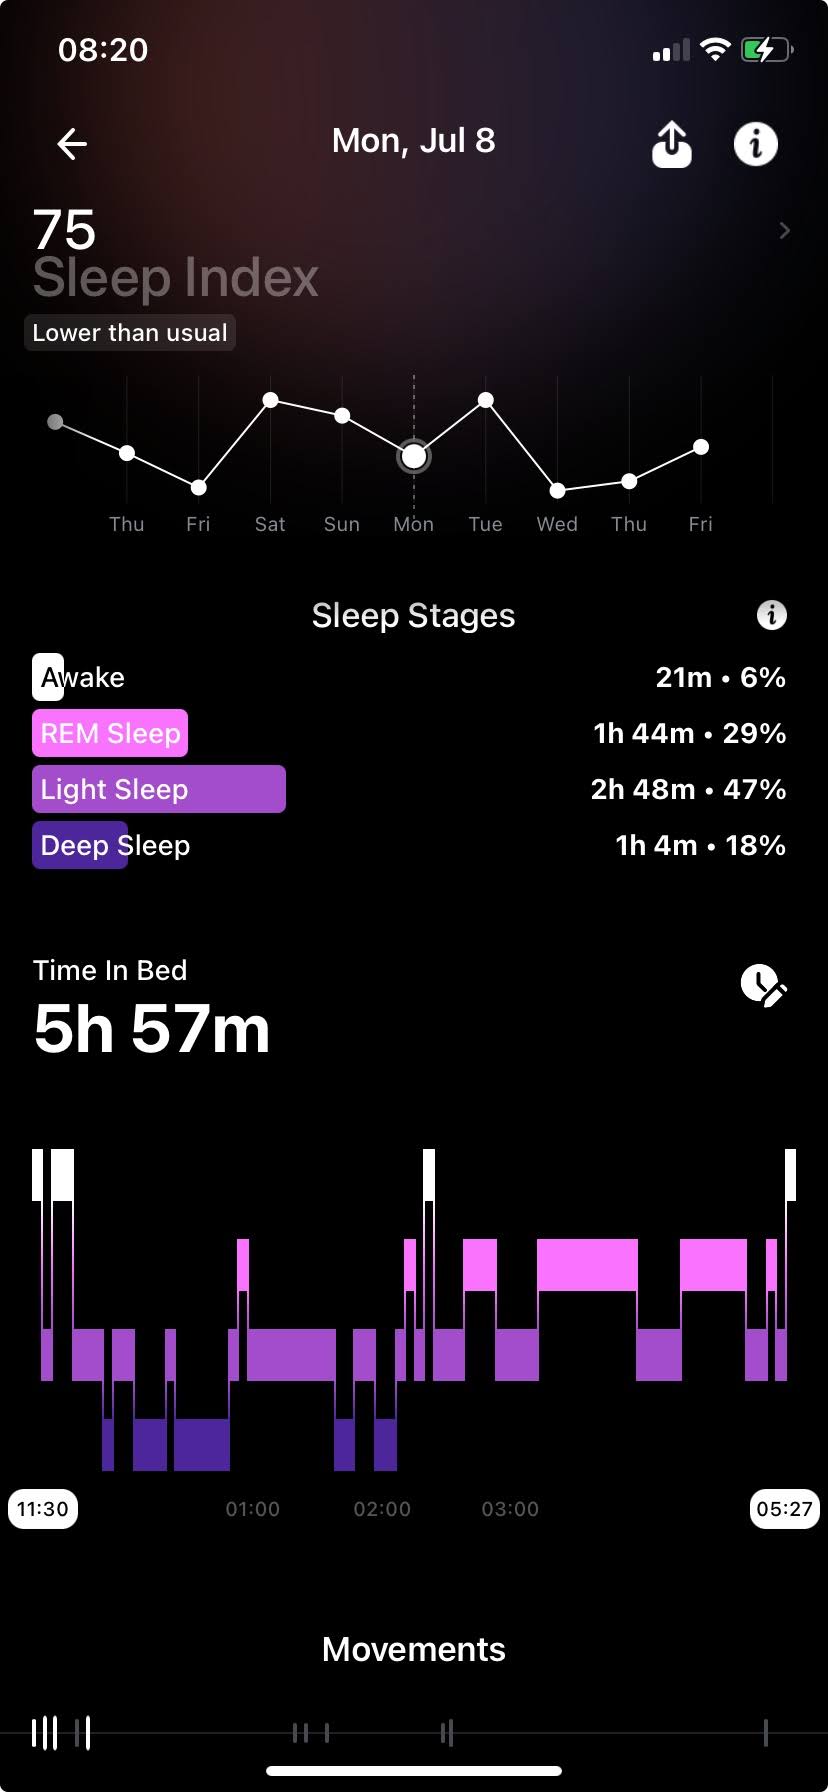 08:20
Mon, Jul 8
75
Sleep Index
Lower than usual
Thu Fri Sat Sun Mon Tue Wed Thu Fri
Sleep Stages
Awake 21m • 6%
REM Sleep 1h 44m • 29%
Light Sleep 2h 48m • 47%
Deep Sleep 1h 4m • 18%
Time In Bed
5h 57m
11:30 01:00 02:00 03:00 05:27
Movements